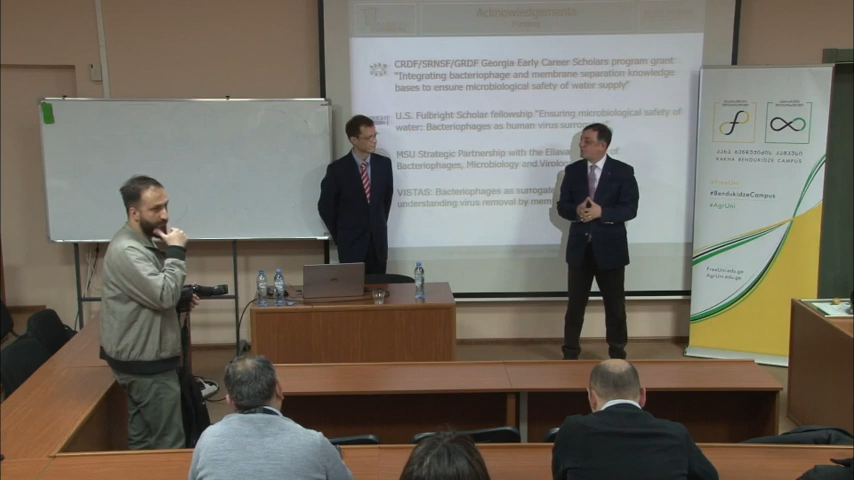 Acknowledgements
CRDF/SRNSF/GRDF Georgia Early Career Scholars program grant
"Integrating bacteriophage and membrane separation knowledge
bases to ensure microbiological safety of water supply"
U.S. Fulbright Scholar fellowship "Ensuring microbiological safety of
water: Bacteriophages as human virus
MSU Strategic Partnership with the Eliava of
Bacteriophages, Microbiology and
VISTAS: Bacteriophages as
understanding virus removal by
KAKHA BENDUKIDZE CAMPUS
#FreeUni
#BendukidzeCampus
#AgrUni
FreeUni.edu.ge
AgrUni.edu.ge